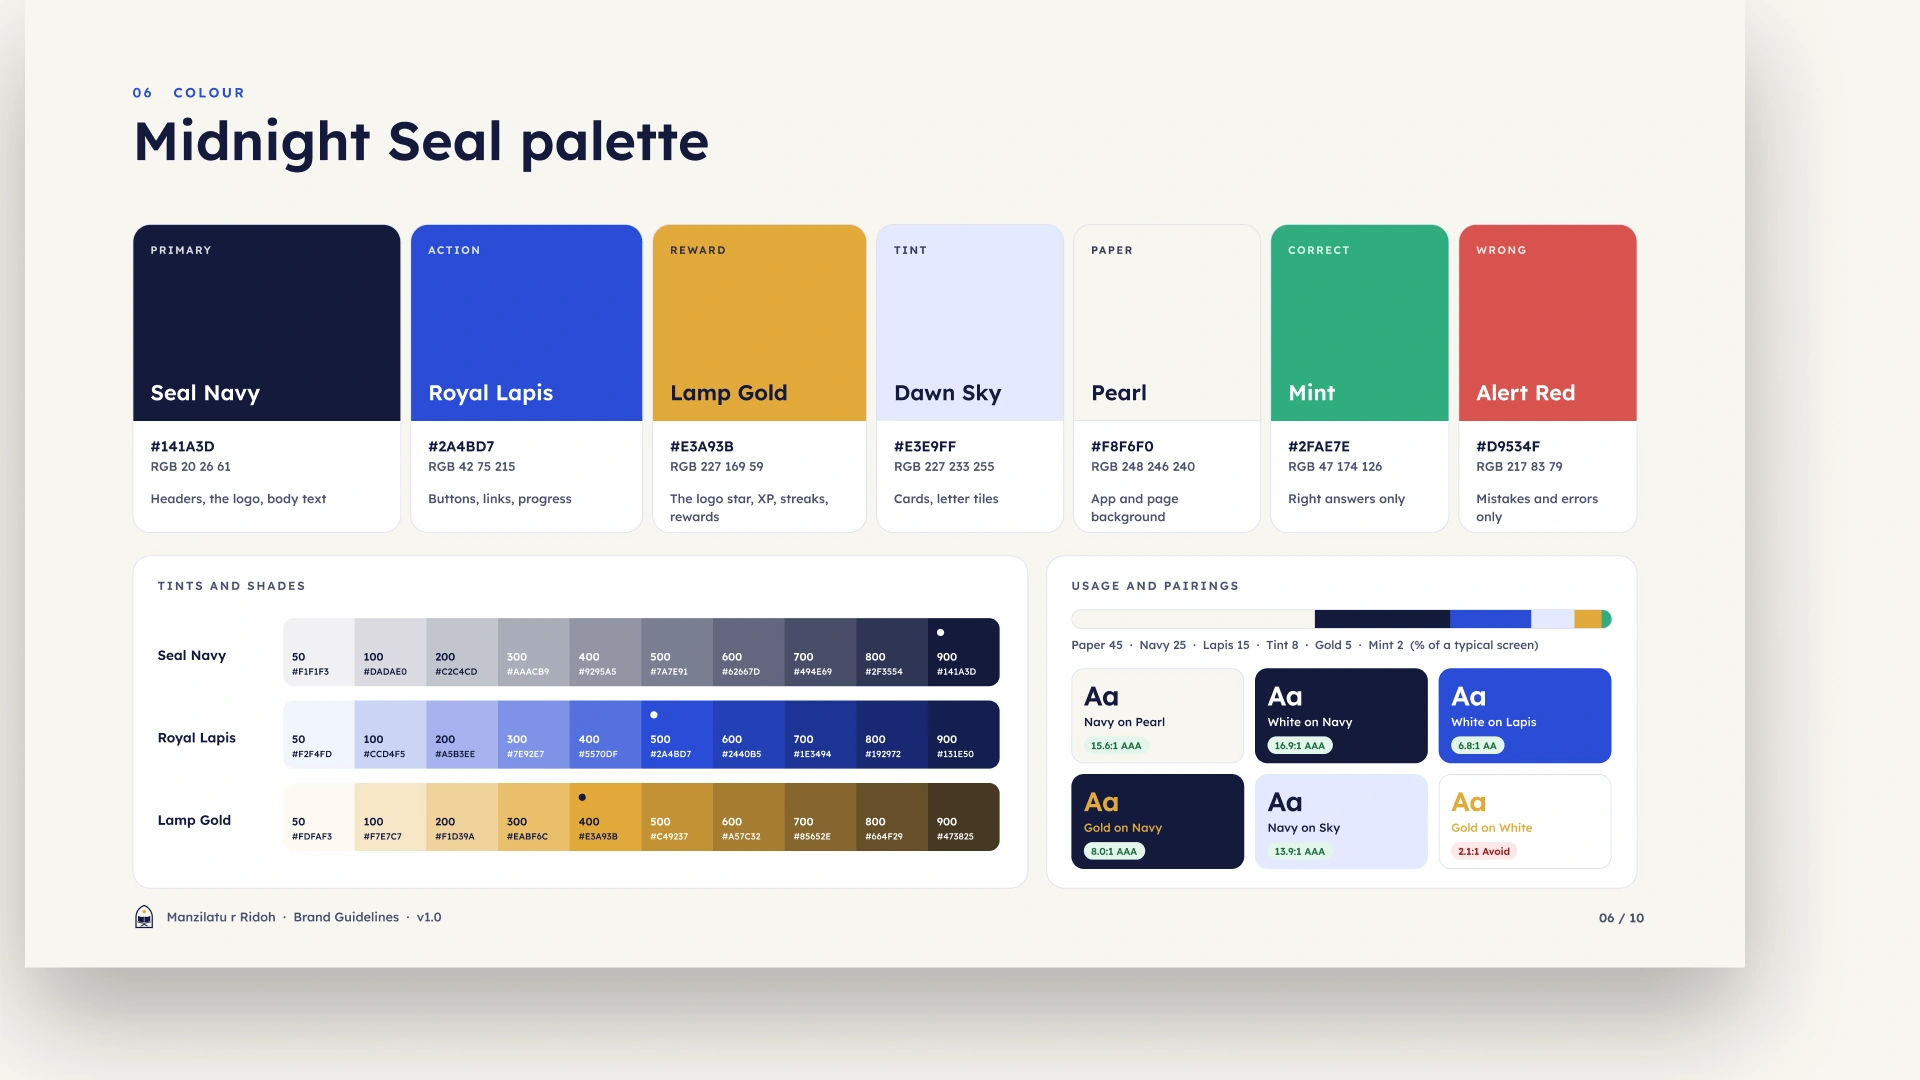 06 COLOUR
Midnight Seal palette
PRIMARY
Seal Navy
#141A3D
RGB 20 26 61
Headers, the logo, body text
ACTION
Royal Lapis
#2A4BD7
RGB 42 75 215
Buttons, links, progress
REWARD
Lamp Gold
#E3A93B
RGB 227 169 59
The logo star, XP, streaks,
rewards
TINT
Dawn Sky
#E3E9FF
RGB 227 233 255
Cards, letter tiles
PAPER
Pearl
#F8F6F0
RGB 248 246 240
App and page
background
CORRECT
Mint
#2FAE7E
RGB 47 174 126
Right answers only
WRONG
Alert Red
#D9534F
RGB 217 83 79
Mistakes and errors
only
TINTS AND SHADES
Seal Navy
50 100 200 300 400 500 600 700 800 900
#F1F1F3 #DADAE0 #C2C4CD #AAACB9 #9295A5 #7A7E91 #62667D #494E69 #2F3554 #141A3D
Royal Lapis
50 100 200 300 400 500 600 700 800 900
#F2F4FD #CCD4F5 #A5B3EE #7E92E7 #5570DF #2A4BD7 #2440B5 #1E3494 #192972 #131E50
Lamp Gold
50 100 200 300 400 500 600 700 800 900
#FDFAF3 #F7E7C7 #F1D39A #EABF6C #E3A93B #C49237 #A57C32 #85652E #664F29 #473825
USAGE AND PAIRINGS
Paper 45 · Navy 25 · Lapis 15 · Tint 8 · Gold 5 · Mint 2 (% of a typical screen)
Aa
Navy on Pearl
15.6:1 AAA
Aa
White on Navy
16.9:1 AAA
Aa
White on Lapis
6.8:1 AA
Aa
Gold on Navy
8.0:1 AAA
Aa
Navy on Sky
13.9:1 AAA
Aa
Gold on White
2.1:1 Avoid
Manzilatu r Ridoh · Brand Guidelines · v1.0
06 / 10